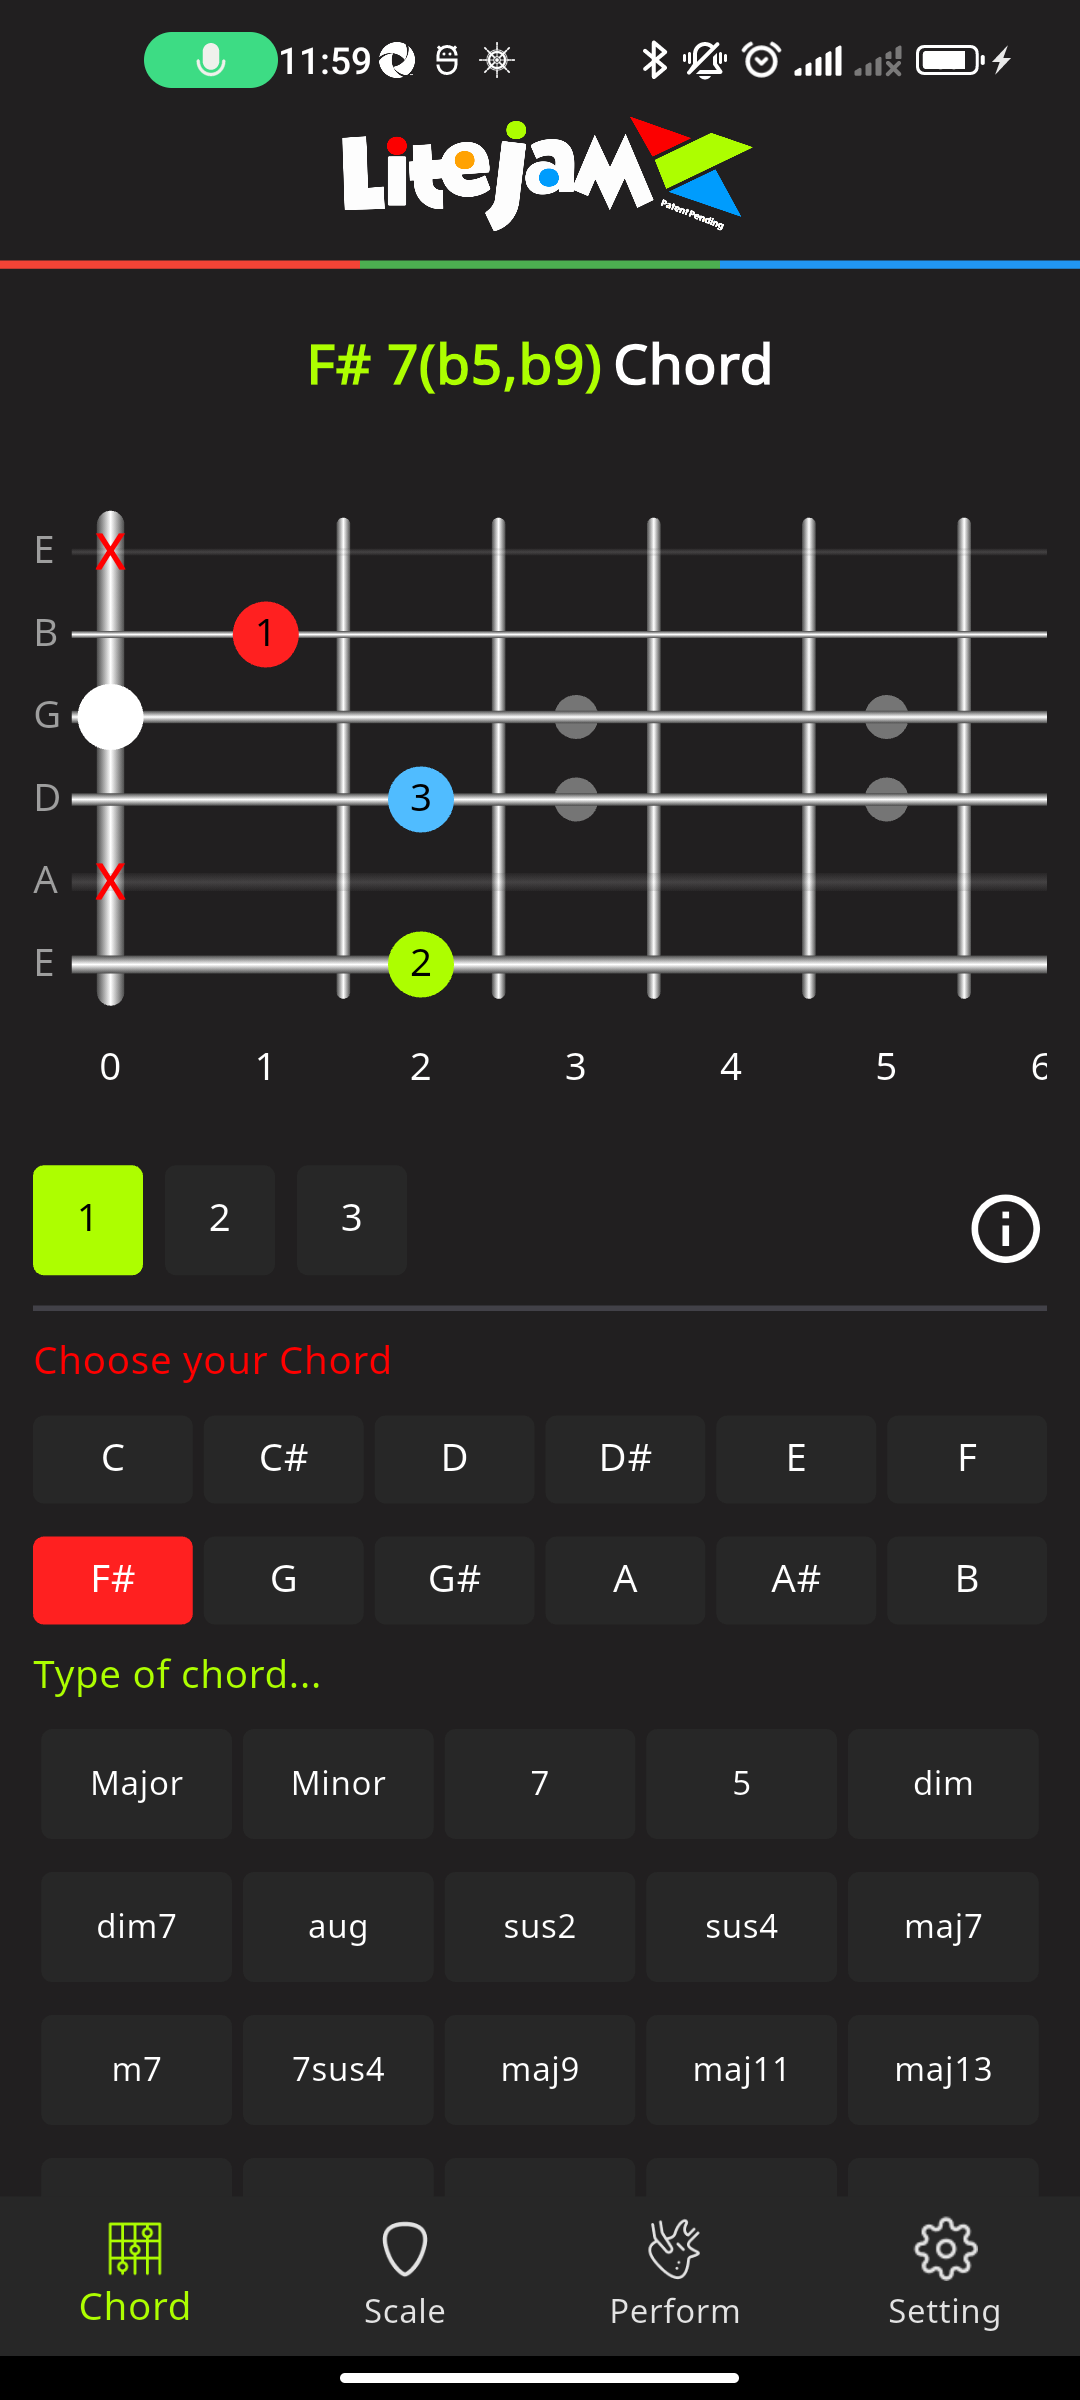 11:59
Litejam
Patent Pending
F# 7(b5,b9) Chord
E X
B 1
G
D 3
A X
E 2
0 1 2 3 4 5 6
1 2 3
Choose your Chord
C C# D D# E F
F# G G# A A# B
Type of chord...
Major Minor 7 5 dim
dim7 aug sus2 sus4 maj7
m7 7sus4 maj9 maj11 maj13
Chord Scale Perform Setting